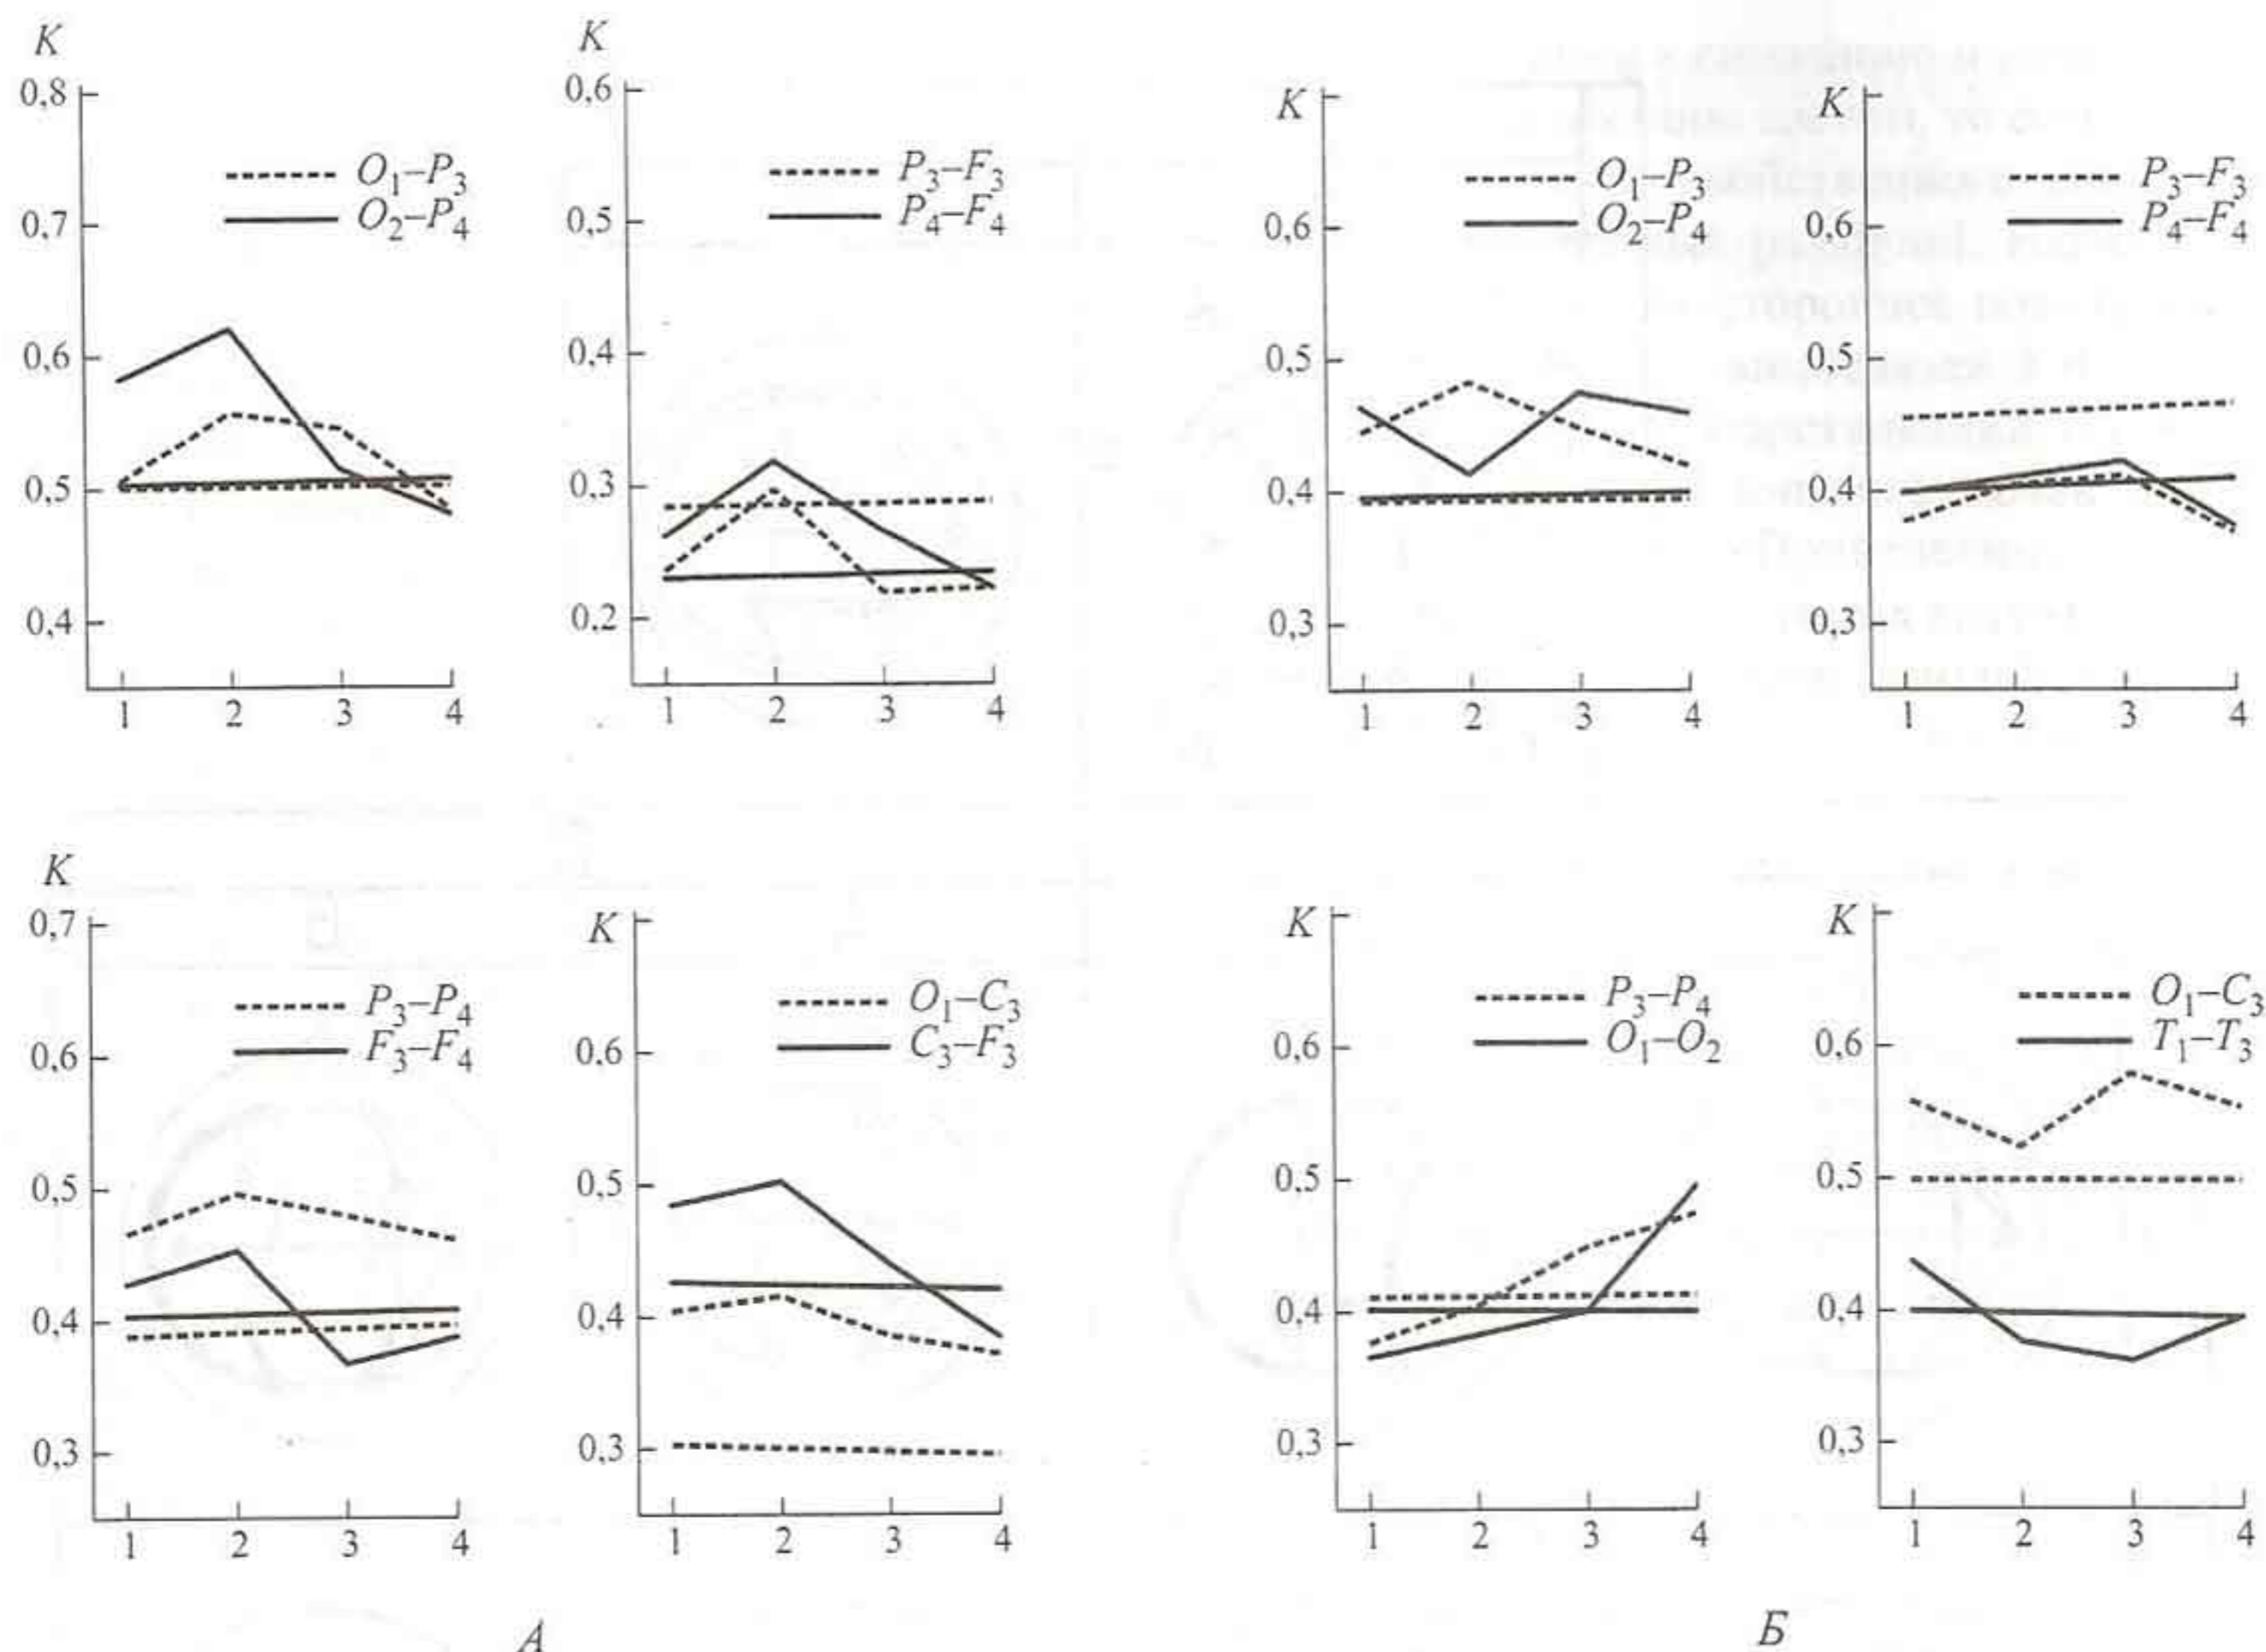 K
0,8
0,7
0,6
0,5
0,4
O₁–P₃
O₂–P₄
1 2 3 4
K
0,6
0,5
0,4
0,3
0,2
P₃–F₃
P₄–F₄
1 2 3 4
K
0,6
0,5
0,4
0,3
O₁–P₃
O₂–P₄
1 2 3 4
K
0,6
0,5
0,4
0,3
P₃–F₃
P₄–F₄
1 2 3 4
K
0,7
0,6
0,5
0,4
0,3
P₃–P₄
F₃–F₄
1 2 3 4
K
0,6
0,5
0,4
0,3
O₁–C₃
C₃–F₃
1 2 3 4
K
0,6
0,5
0,4
0,3
P₃–P₄
O₁–O₂
1 2 3 4
K
0,6
0,5
0,4
0,3
O₁–C₃
T₁–T₃
1 2 3 4
А
Б